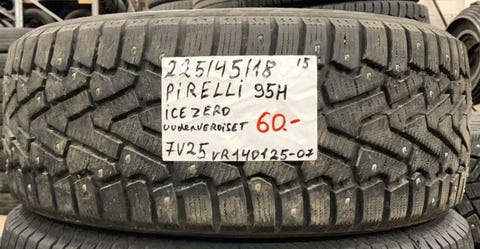 225/45/18 15
PiRELLi 95H
iCE ZERO
UUDENVEROISET 60.-
7V25 VR140125-07